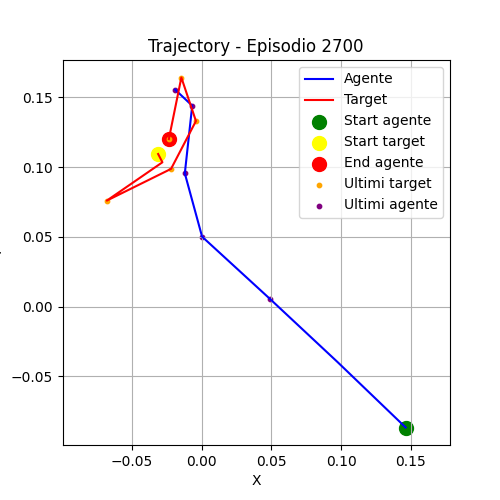 Trajectory - Episodio 2700
Agente
Target
Start agente
Start target
End agente
Ultimi target
Ultimi agente
0.15
0.10
0.05
0.00
−0.05
−0.05
0.00
0.05
0.10
0.15
X